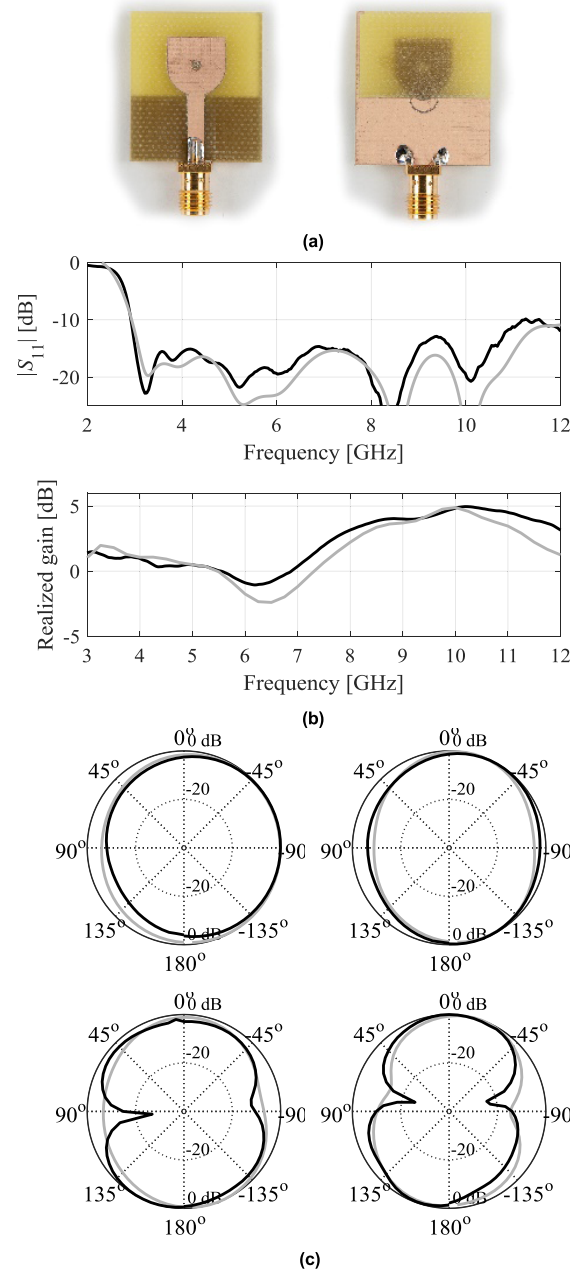 (a)
0
-10
-20
|S11| [dB]
2 4 6 8 10 12
Frequency [GHz]
5
0
-5
Realized gain [dB]
3 4 5 6 7 8 9 10 11 12
Frequency [GHz]
(b)
0o 0 dB 0o 0 dB
45o -45o 45o -45o
-20 -20
90o -90 90o -90
-20 -20
135o 0 dB -135o 135o 0 dB -135o
180o 180o
0o 0 dB 0o 0 dB
45o -45o 45o -45o
-20 -20
90o -90 90o -90
-20 -20
135o 0 dB -135o 135o 0 dB -135o
180o 180o
(c)